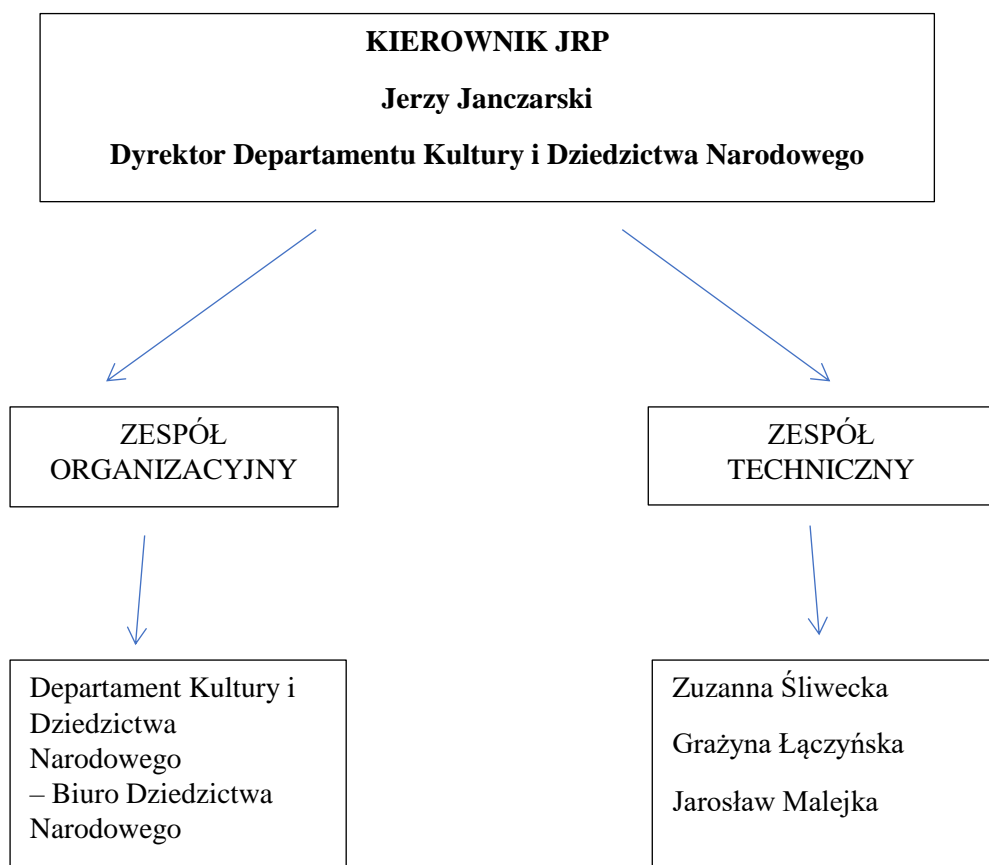 KIEROWNIK JRP
Jerzy Janczarski
Dyrektor Departamentu Kultury i Dziedzictwa Narodowego
ZESPÓŁ
ORGANIZACYJNY
ZESPÓŁ
TECHNICZNY
Departament Kultury i
Dziedzictwa
Narodowego
– Biuro Dziedzictwa
Narodowego
Zuzanna Śliwecka
Grażyna Łączyńska
Jarosław Malejka